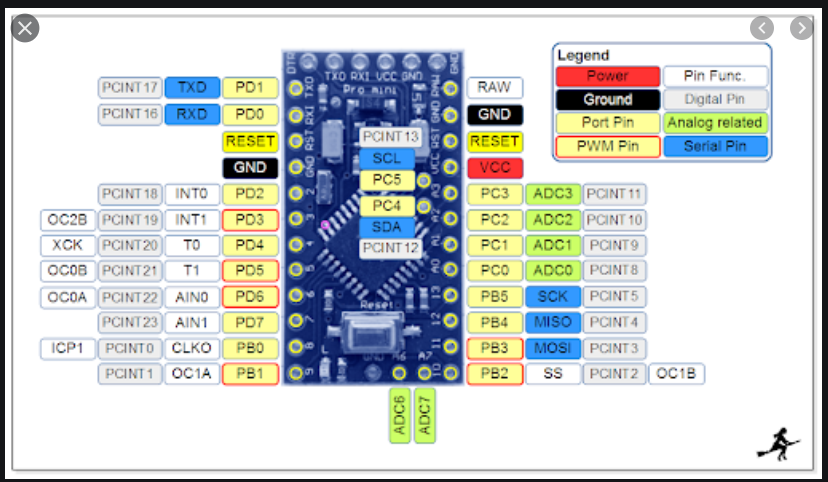 Legend
Power Pin Func.
Ground Digital Pin
Port Pin Analog related
PWM Pin Serial Pin
DTR TXD RXI VCC GND GND
PCINT17 TXD PD1 TXD Pro mini RAW RAW
PCINT16 RXD PD0 RXI GND GND
RESET RST PCINT13 RST RESET
GND GND SCL VCC VCC
PC5
PCINT18 INT0 PD2 2 A3 PC3 ADC3 PCINT11
PC4
OC2B PCINT19 INT1 PD3 3 A2 PC2 ADC2 PCINT10
SDA
XCK PCINT20 T0 PD4 4 PCINT12 A1 PC1 ADC1 PCINT9
OC0B PCINT21 T1 PD5 5 A0 PC0 ADC0 PCINT8
OC0A PCINT22 AIN0 PD6 6 Reset 13 PB5 SCK PCINT5
PCINT23 AIN1 PD7 7 12 PB4 MISO PCINT4
ICP1 PCINT0 CLKO PB0 8 11 PB3 MOSI PCINT3
L GND A6 A7
PCINT1 OC1A PB1 9 10 PB2 SS PCINT2 OC1B
ADC6 ADC7